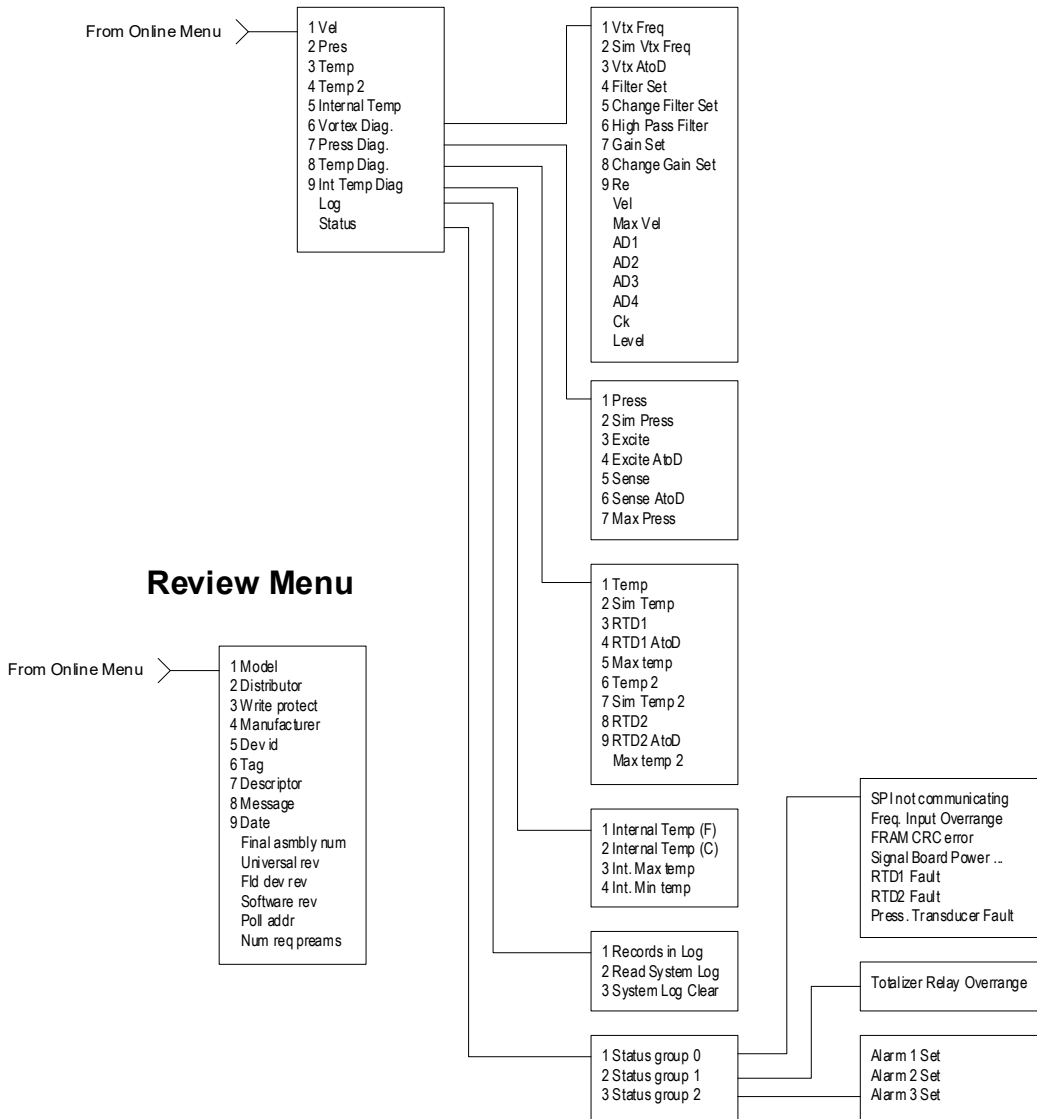 From Online Menu
1 Vel
2 Pres
3 Temp
4 Temp 2
5 Internal Temp
6 Vortex Diag.
7 Press Diag.
8 Temp Diag.
9 Int Temp Diag
Log
Status
1 Vtx Freq
2 Sim Vtx Freq
3 Vtx AtoD
4 Filter Set
5 Change Filter Set
6 High Pass Filter
7 Gain Set
8 Change Gain Set
9 Re
Vel
Max Vel
AD1
AD2
AD3
AD4
Ck
Level
1 Press
2 Sim Press
3 Excite
4 Excite AtoD
5 Sense
6 Sense AtoD
7 Max Press
1 Temp
2 Sim Temp
3 RTD1
4 RTD1 AtoD
5 Max temp
6 Temp 2
7 Sim Temp 2
8 RTD2
9 RTD2 AtoD
Max temp 2
1 Internal Temp (F)
2 Internal Temp (C)
3 Int. Max temp
4 Int. Min temp
1 Records in Log
2 Read System Log
3 System Log Clear
1 Status group 0
2 Status group 1
3 Status group 2
SPI not communicating
Freq. Input Overrange
FRAM CRC error
Signal Board Power ...
RTD1 Fault
RTD2 Fault
Press. Transducer Fault
Totalizer Relay Overrange
Alarm 1 Set
Alarm 2 Set
Alarm 3 Set
Review Menu
From Online Menu
1 Model
2 Distributor
3 Write protect
4 Manufacturer
5 Dev id
6 Tag
7 Descriptor
8 Message
9 Date
Final asmbly num
Universal rev
Fld dev rev
Software rev
Poll addr
Num req preams